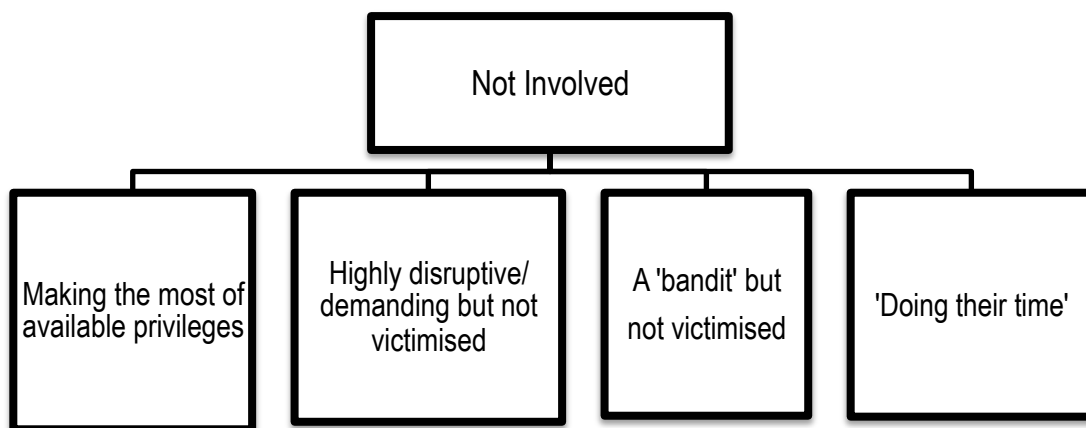 Not Involved
Making the most of
available privileges
Highly disruptive/
demanding but not
victimised
A 'bandit' but
not victimised
'Doing their time'